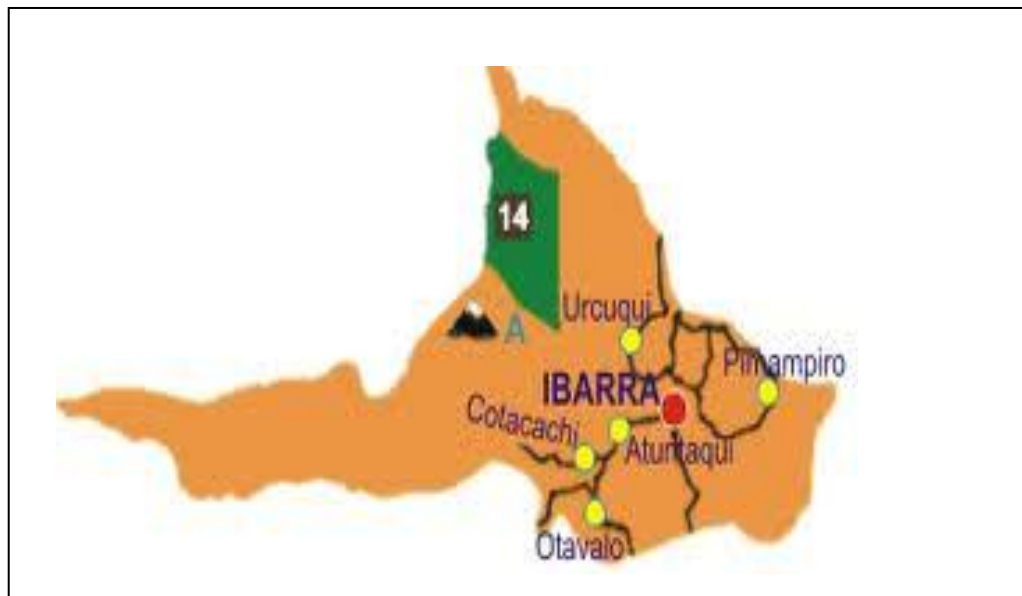 14
A
Urcuqui
Pimampiro
IBARRA
Cotacachi
Atuntaqui
Otavalo